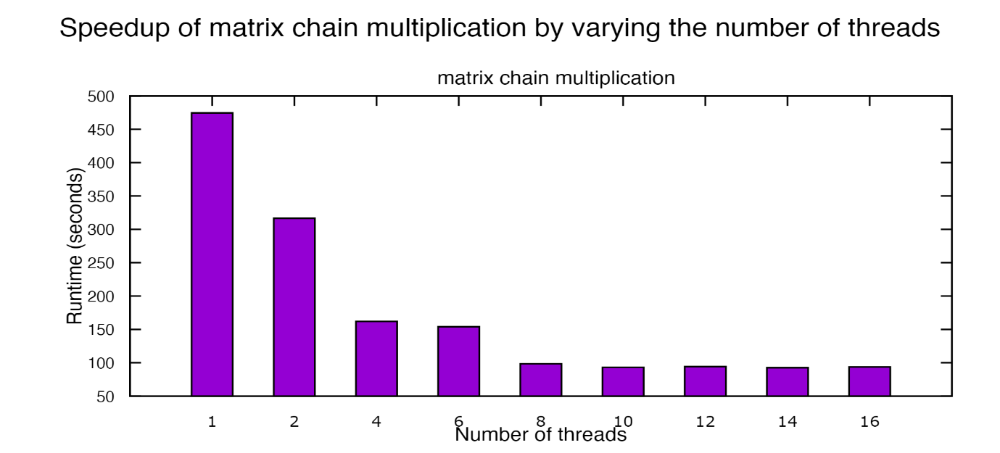 Speedup of matrix chain multiplication by varying the number of threads
matrix chain multiplication
500
450
400
350
300
250
200
150
100
50
Runtime (seconds)
1 2 4 6 8 10 12 14 16
Number of threads